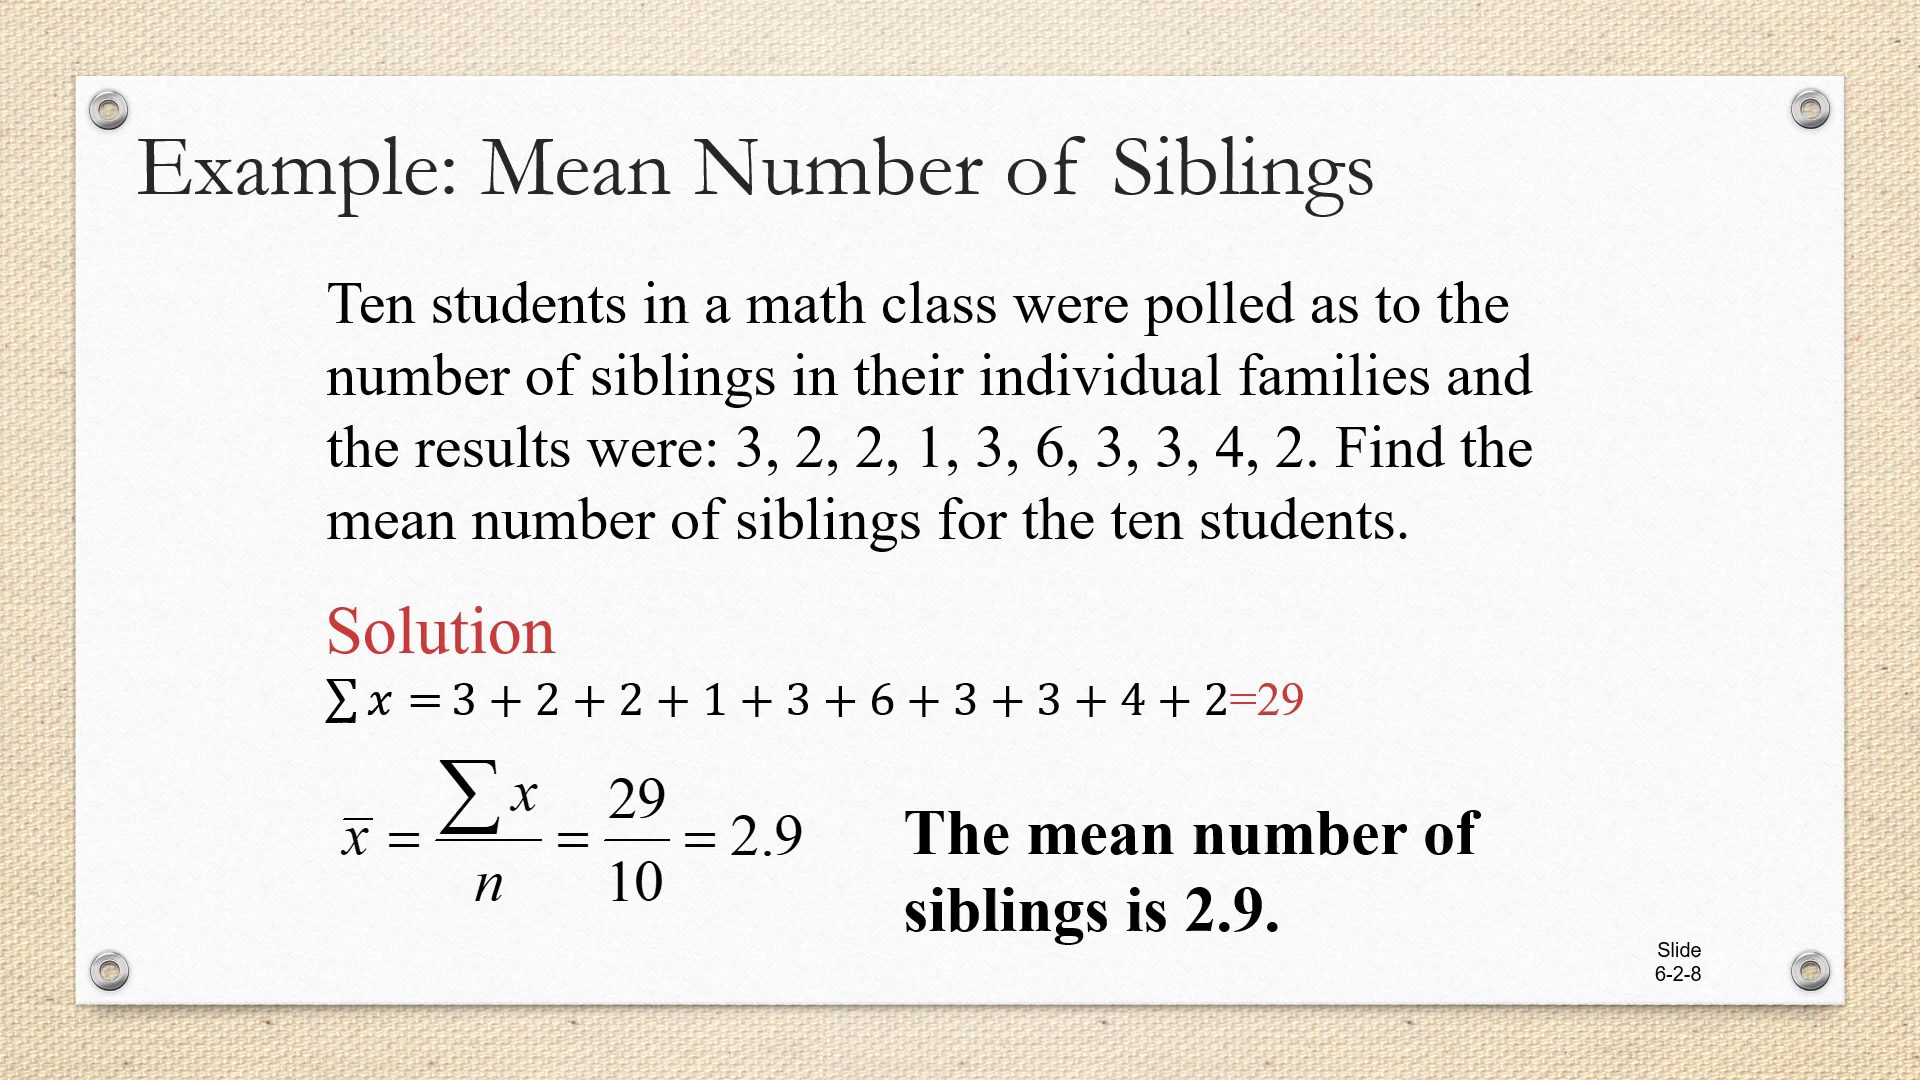 Example: Mean Number of Siblings
Ten students in a math class were polled as to the
number of siblings in their individual families and
the results were: 3, 2, 2, 1, 3, 6, 3, 3, 4, 2. Find the
mean number of siblings for the ten students.
Solution
∑ x = 3 + 2 + 2 + 1 + 3 + 6 + 3 + 3 + 4 + 2=29
x̅ = ∑x / n = 29 / 10 = 2.9
The mean number of
siblings is 2.9.
Slide
6-2-8